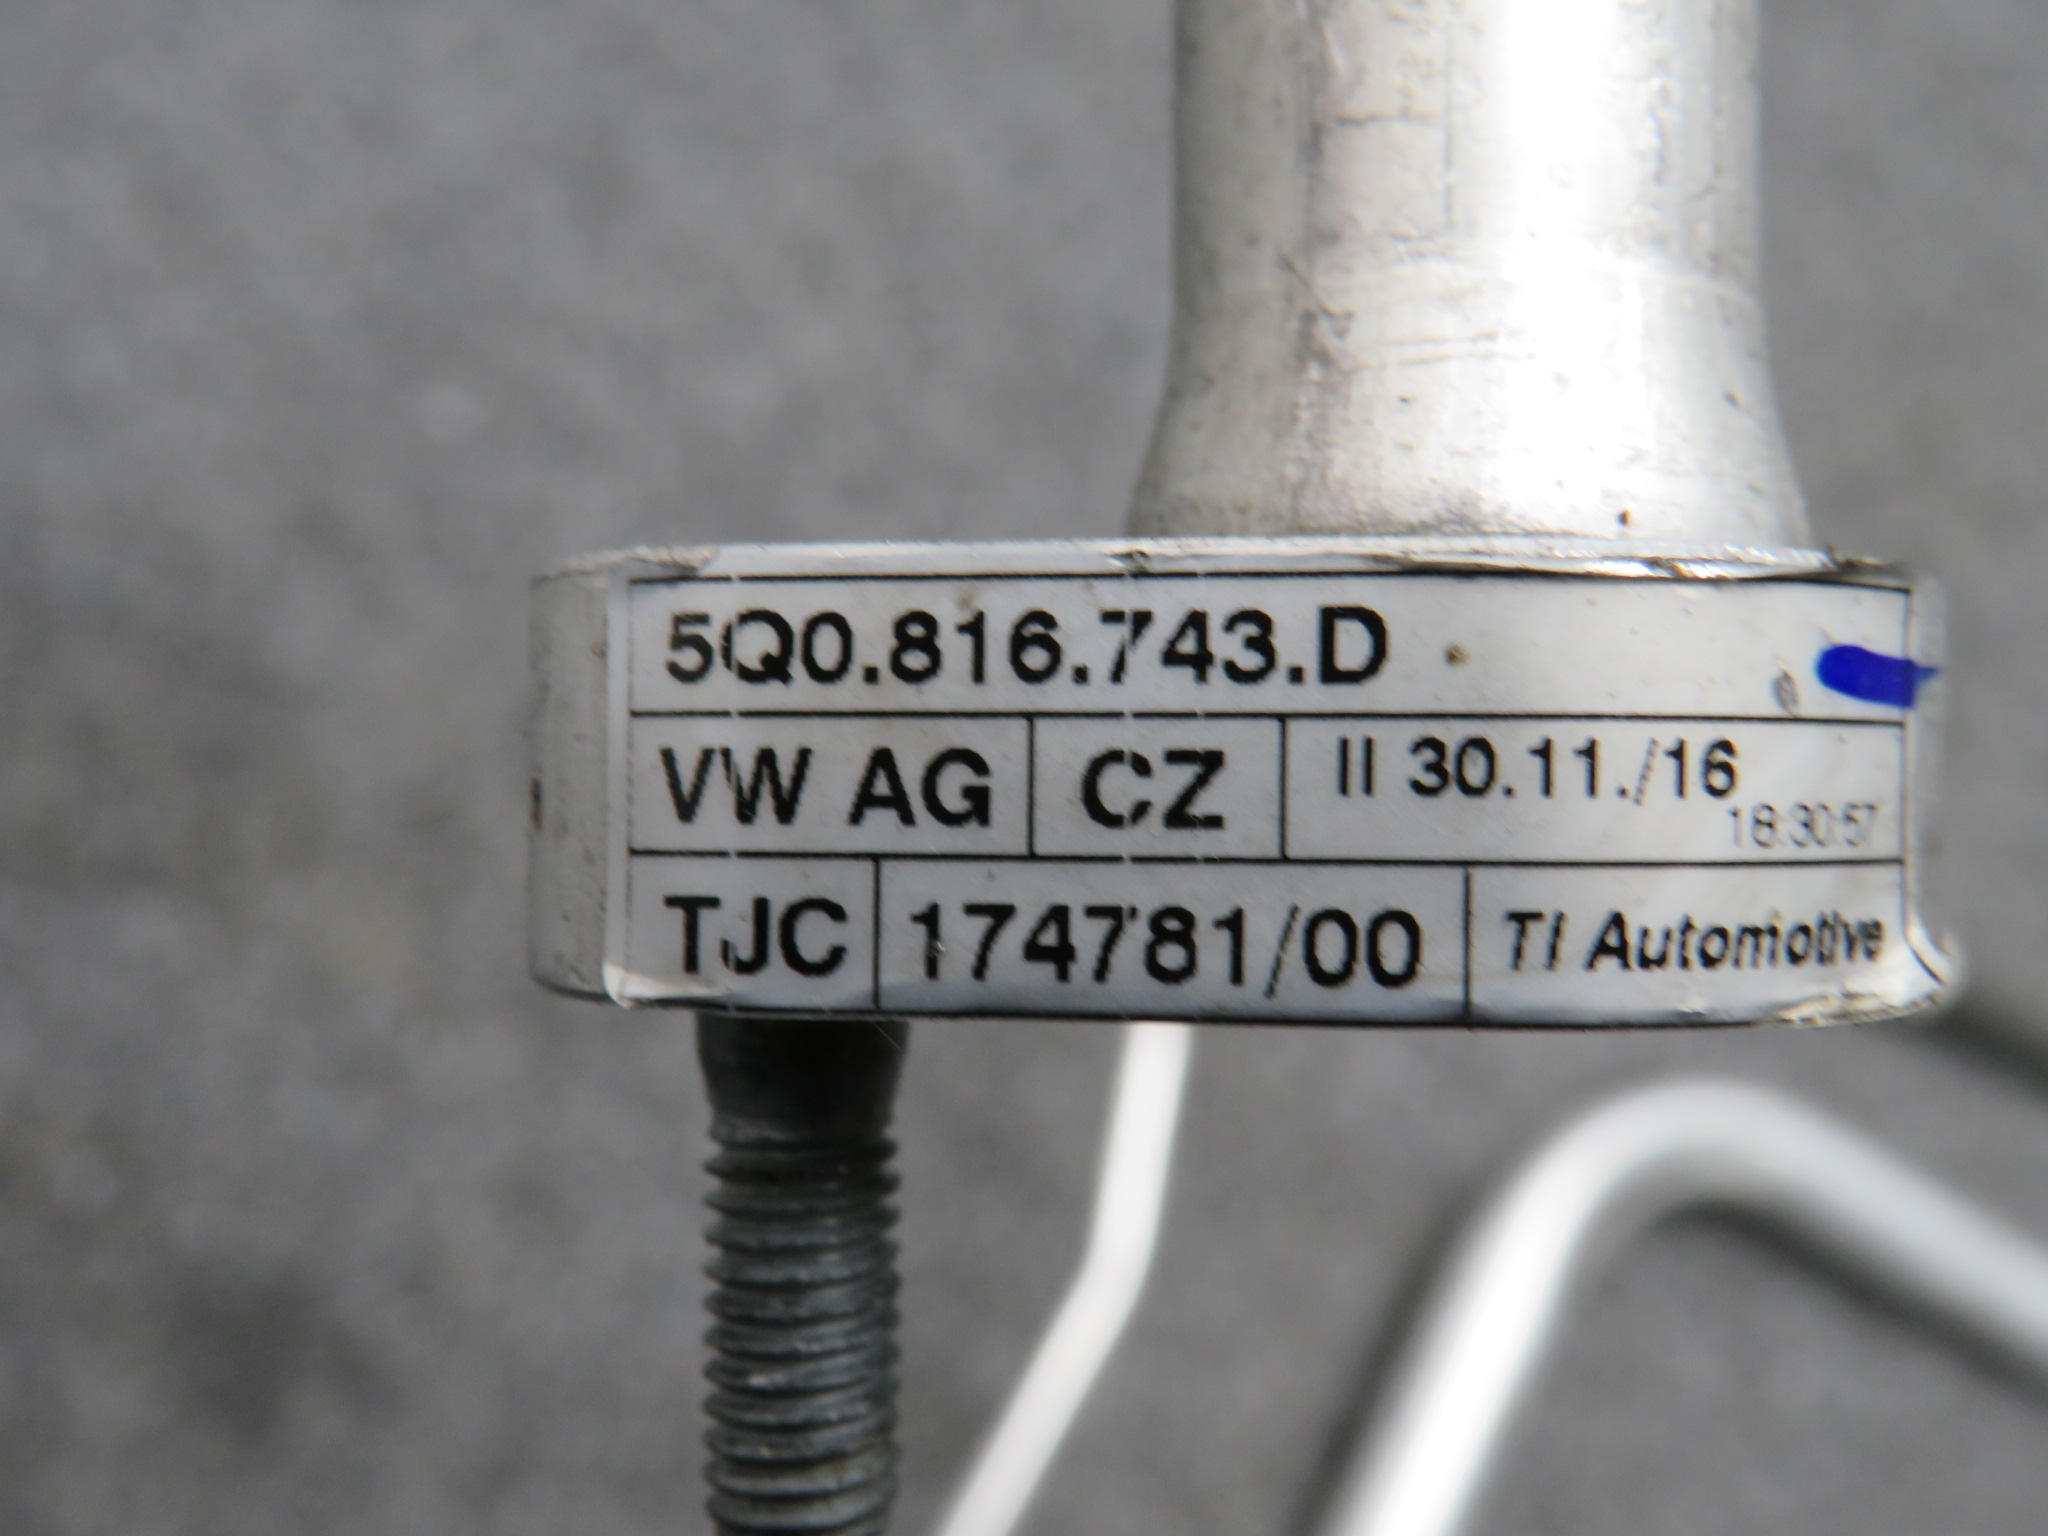 5Q0.816.743.D
VW AG CZ II 30.11./16
18:30:57
TJC 174781/00 TI Automotive